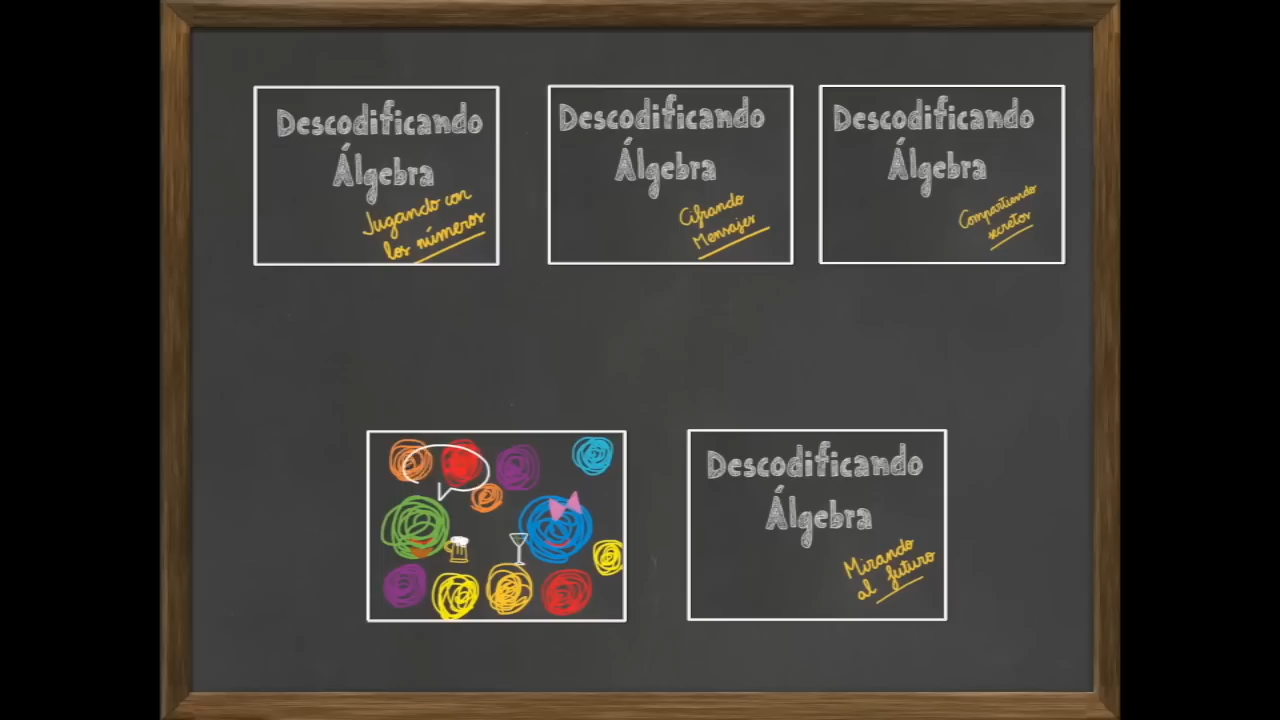 Descodificando
Álgebra
Jugando con
los números
Descodificando
Álgebra
Cifrando
Mensajes
Descodificando
Álgebra
Compartiendo
secretos
Descodificando
Álgebra
Mirando
al futuro